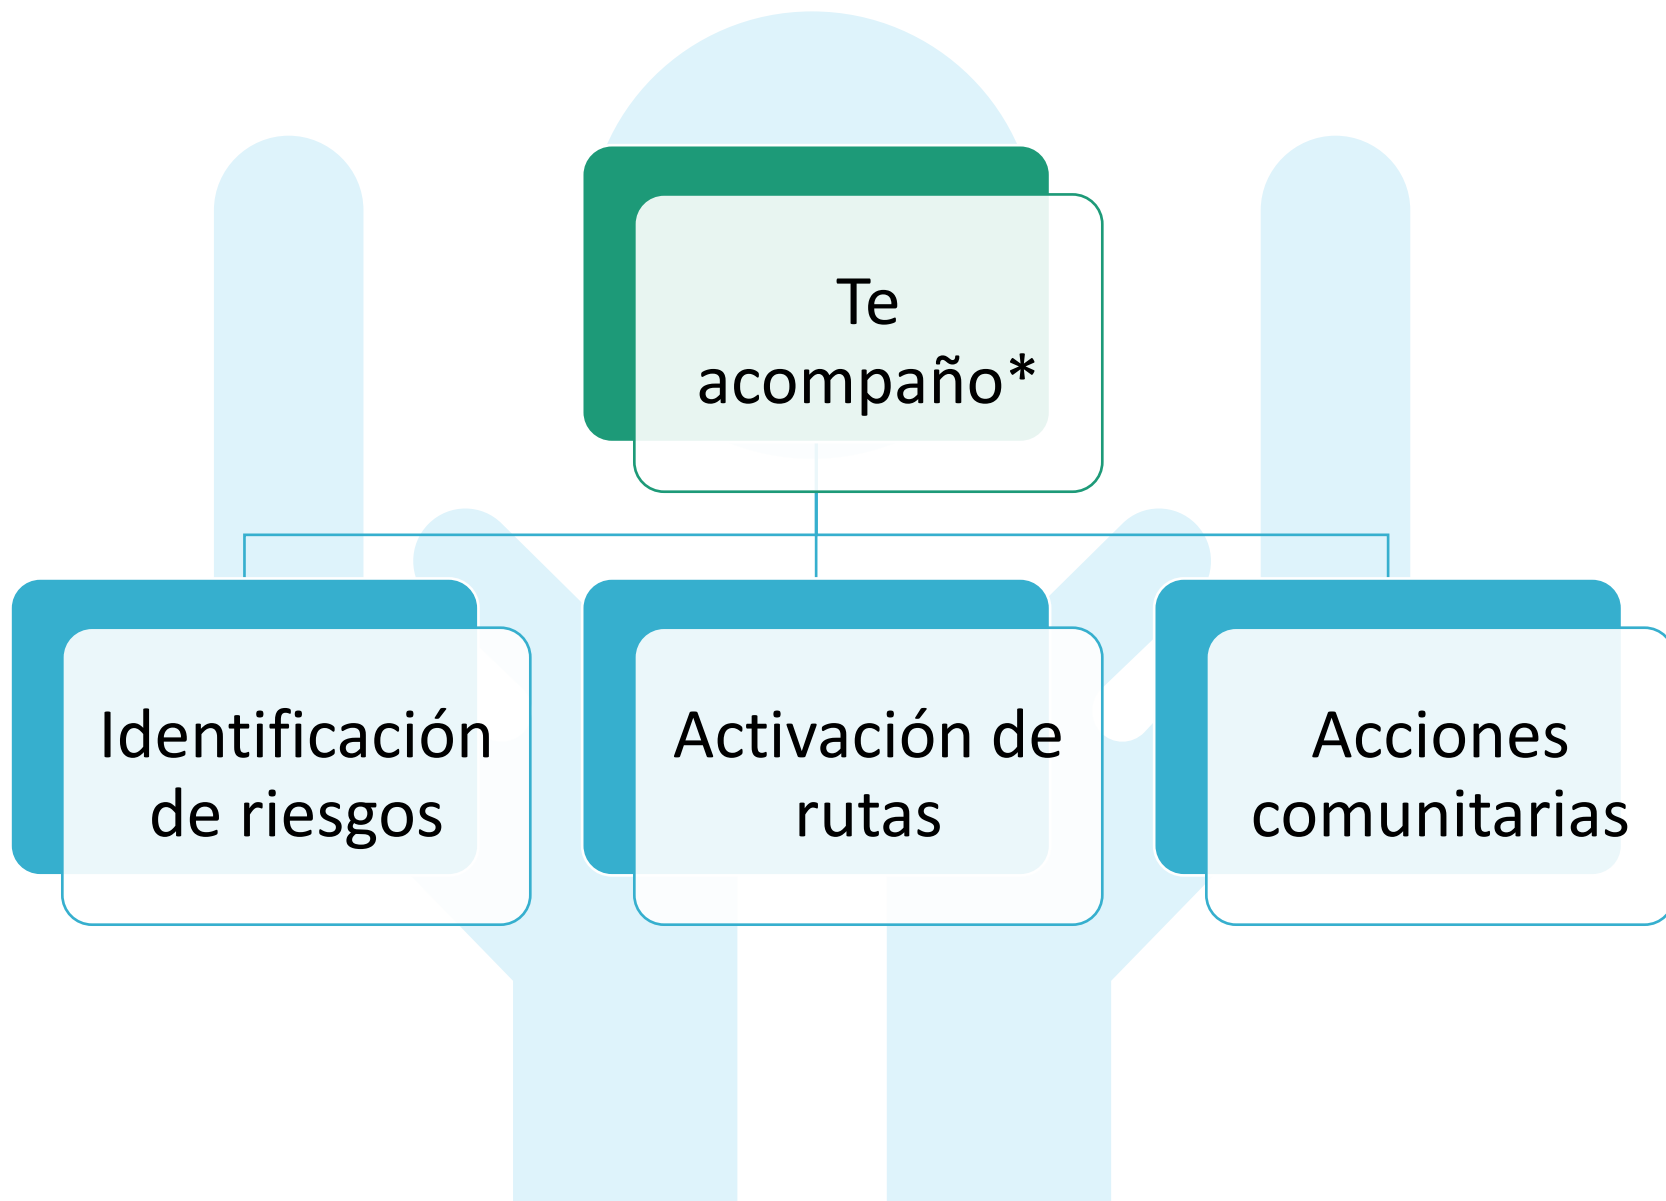 Te
acompaño*
Identificación
de riesgos
Activación de
rutas
Acciones
comunitarias